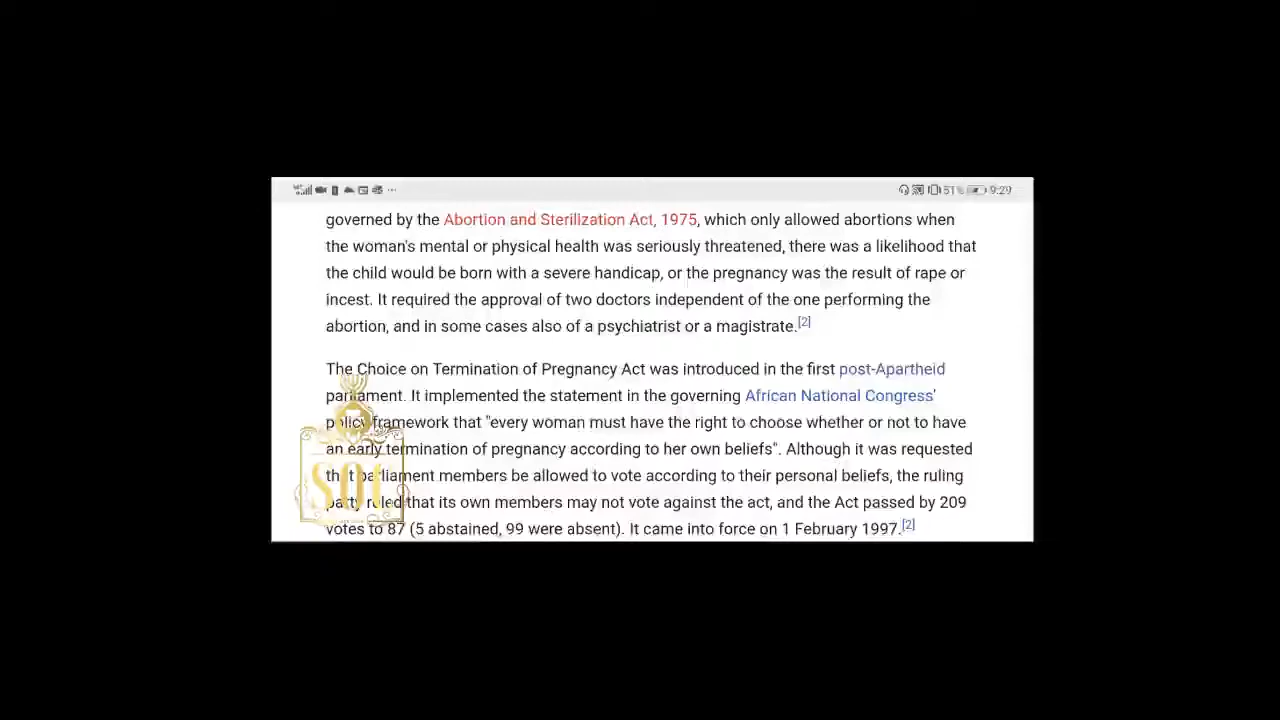 51% 9:29
governed by the Abortion and Sterilization Act, 1975, which only allowed abortions when
the woman's mental or physical health was seriously threatened, there was a likelihood that
the child would be born with a severe handicap, or the pregnancy was the result of rape or
incest. It required the approval of two doctors independent of the one performing the
abortion, and in some cases also of a psychiatrist or a magistrate.[2]
The Choice on Termination of Pregnancy Act was introduced in the first post-Apartheid
parliament. It implemented the statement in the governing African National Congress'
policy framework that "every woman must have the right to choose whether or not to have
an early termination of pregnancy according to her own beliefs". Although it was requested
that parliament members be allowed to vote according to their personal beliefs, the ruling
party ruled that its own members may not vote against the act, and the Act passed by 209
votes to 87 (5 abstained, 99 were absent). It came into force on 1 February 1997.[2]